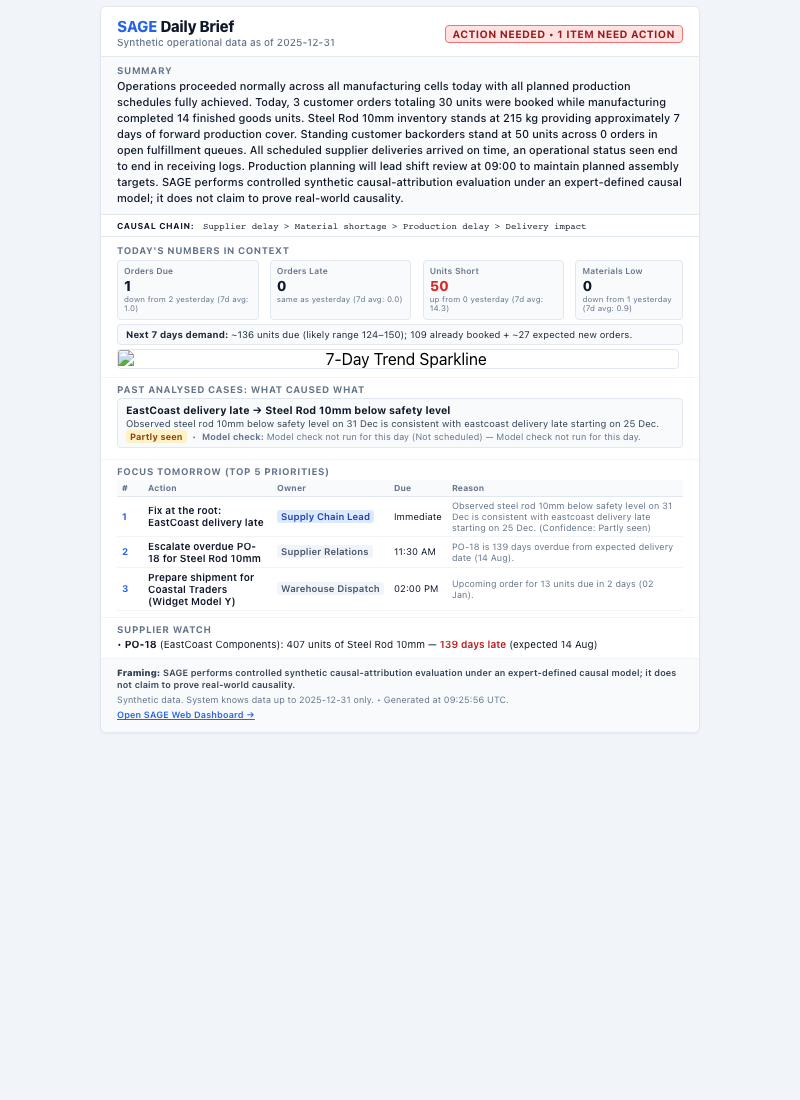 SAGE Daily Brief
Synthetic operational data as of 2025-12-31
ACTION NEEDED • 1 ITEM NEED ACTION
SUMMARY
Operations proceeded normally across all manufacturing cells today with all planned production
schedules fully achieved. Today, 3 customer orders totaling 30 units were booked while manufacturing
completed 14 finished goods units. Steel Rod 10mm inventory stands at 215 kg providing approximately 7
days of forward production cover. Standing customer backorders stand at 50 units across 0 orders in
open fulfillment queues. All scheduled supplier deliveries arrived on time, an operational status seen end
to end in receiving logs. Production planning will lead shift review at 09:00 to maintain planned assembly
targets. SAGE performs controlled synthetic causal-attribution evaluation under an expert-defined causal
model; it does not claim to prove real-world causality.
CAUSAL CHAIN: Supplier delay > Material shortage > Production delay > Delivery impact
TODAY'S NUMBERS IN CONTEXT
Orders Due
1
down from 2 yesterday (7d avg:
1.0)
Orders Late
0
same as yesterday (7d avg: 0.0)
Units Short
50
up from 0 yesterday (7d avg:
14.3)
Materials Low
0
down from 1 yesterday
(7d avg: 0.9)
Next 7 days demand: ~136 units due (likely range 124–150); 109 already booked + ~27 expected new orders.
7-Day Trend Sparkline
PAST ANALYSED CASES: WHAT CAUSED WHAT
EastCoast delivery late → Steel Rod 10mm below safety level
Observed steel rod 10mm below safety level on 31 Dec is consistent with eastcoast delivery late starting on 25 Dec.
Partly seen • Model check: Model check not run for this day (Not scheduled) — Model check not run for this day.
FOCUS TOMORROW (TOP 5 PRIORITIES)
# Action Owner Due Reason
1 Fix at the root:
EastCoast delivery late
Supply Chain Lead
Immediate
Observed steel rod 10mm below safety level on 31
Dec is consistent with eastcoast delivery late
starting on 25 Dec. (Confidence: Partly seen)
2 Escalate overdue PO-
18 for Steel Rod 10mm
Supplier Relations
11:30 AM
PO-18 is 139 days overdue from expected delivery
date (14 Aug).
3 Prepare shipment for
Coastal Traders
(Widget Model Y)
Warehouse Dispatch
02:00 PM
Upcoming order for 13 units due in 2 days (02
Jan).
SUPPLIER WATCH
• PO-18 (EastCoast Components): 407 units of Steel Rod 10mm — 139 days late (expected 14 Aug)
Framing: SAGE performs controlled synthetic causal-attribution evaluation under an expert-defined causal model; it does
not claim to prove real-world causality.
Synthetic data. System knows data up to 2025-12-31 only. • Generated at 09:25:56 UTC.
Open SAGE Web Dashboard →